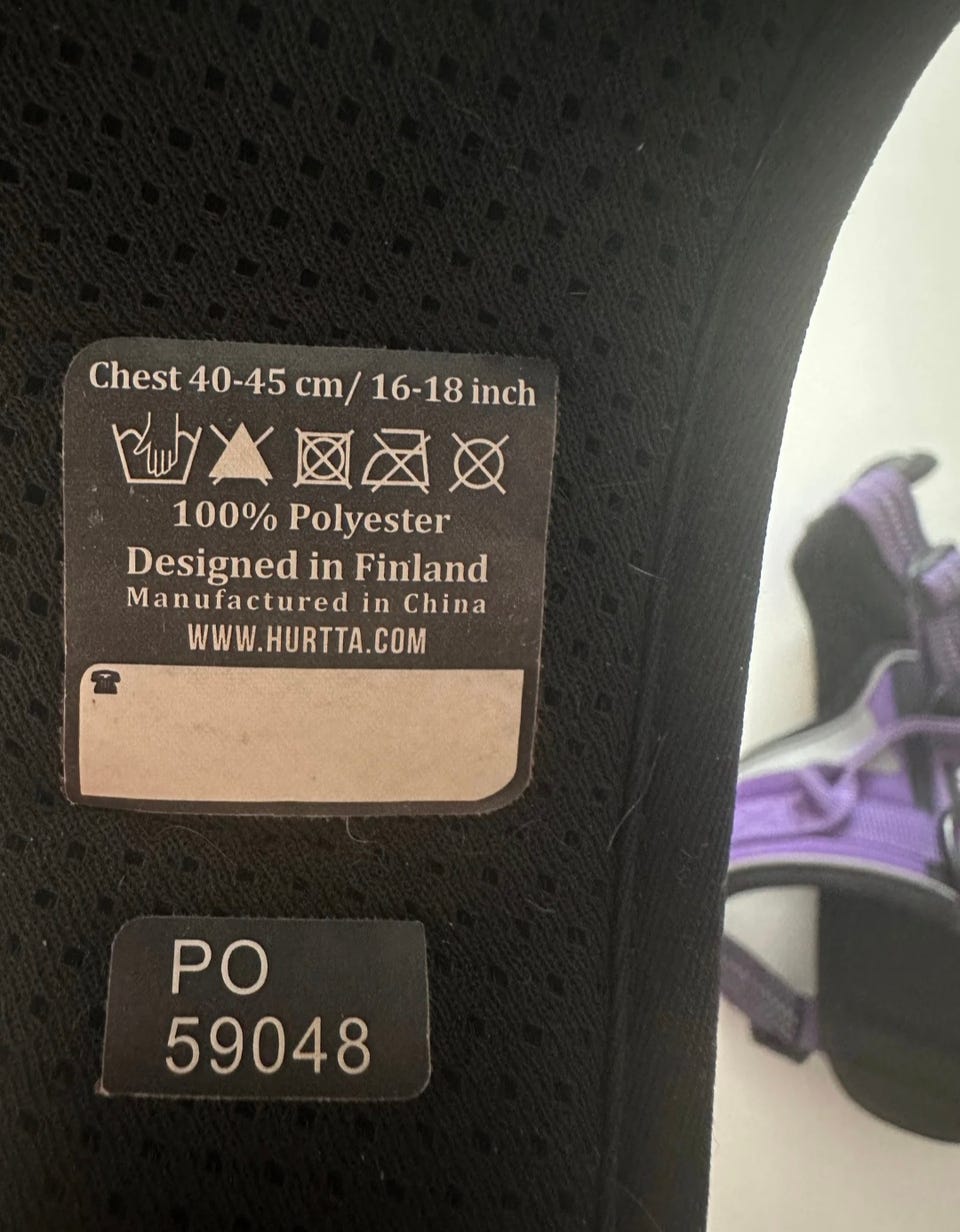 Chest 40-45 cm/ 16-18 inch
100% Polyester
Designed in Finland
Manufactured in China
WWW.HURTTA.COM
PO
59048